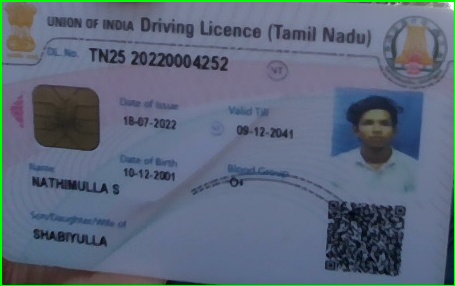 UNION OF INDIA Driving Licence (Tamil Nadu)
DL. No. TN25 20220004252
NT
Date of Issue Valid Till
18-07-2022 09-12-2041
Name Date of Birth Blood Group
NATHIMULLA S 10-12-2001
Son/Daughter/Wife of
SHABIYULLA